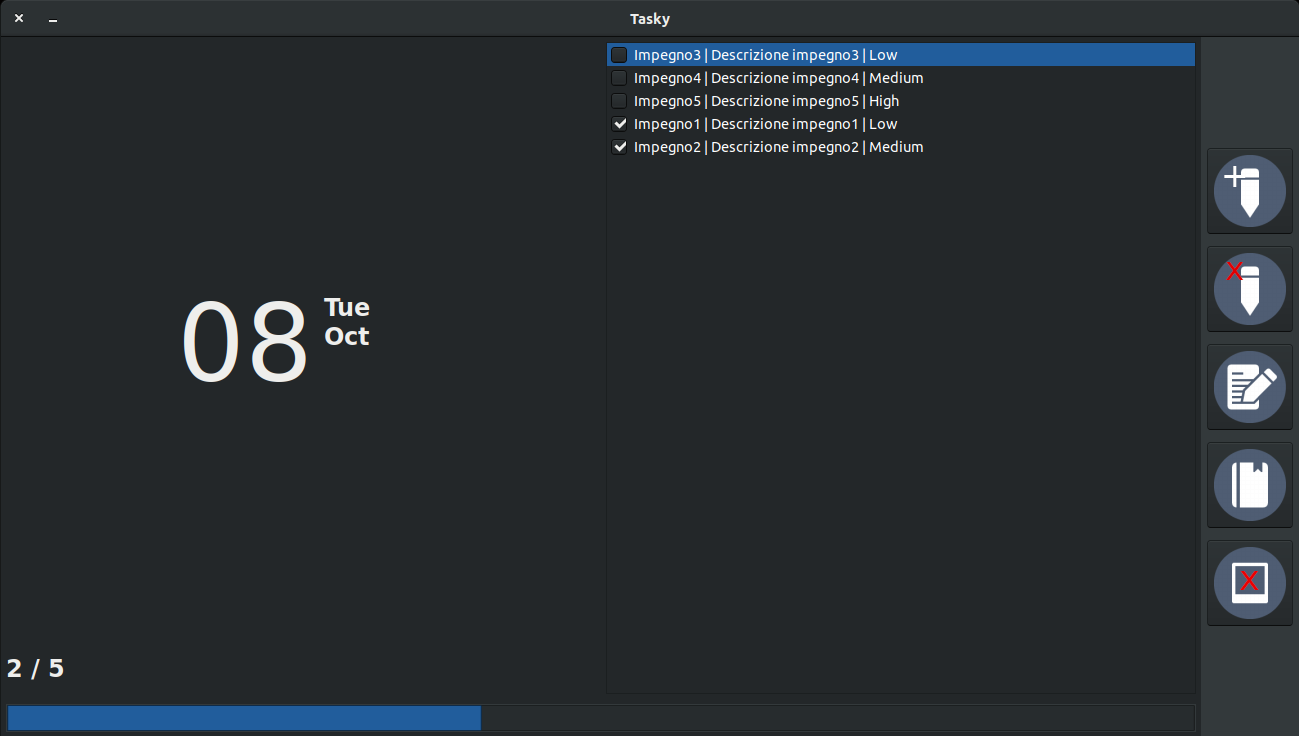 Tasky
Impegno3 | Descrizione impegno3 | Low
Impegno4 | Descrizione impegno4 | Medium
Impegno5 | Descrizione impegno5 | High
Impegno1 | Descrizione impegno1 | Low
Impegno2 | Descrizione impegno2 | Medium
08
Tue
Oct
2 / 5